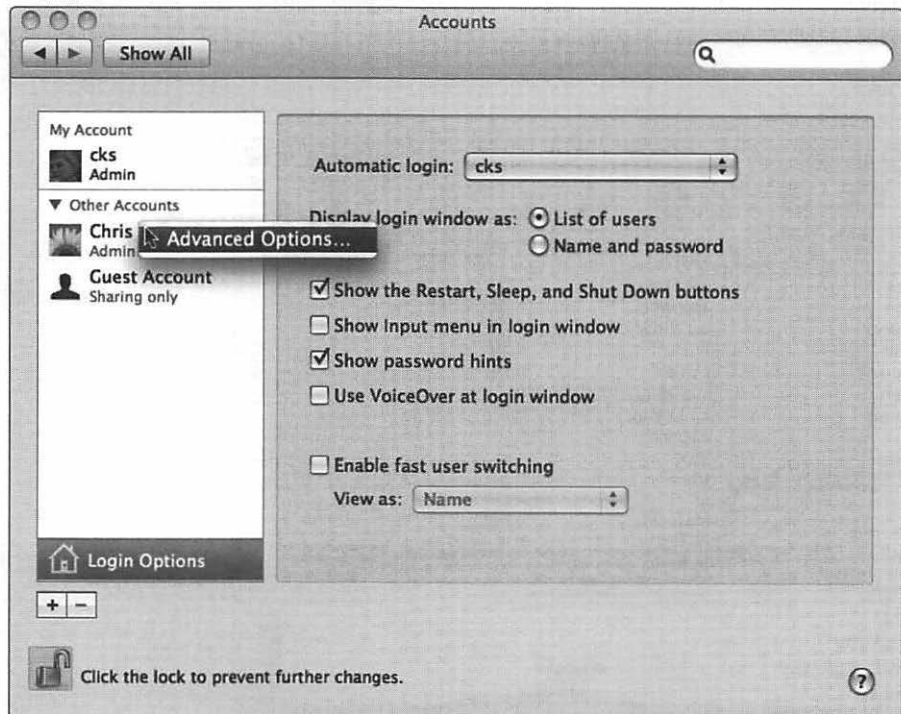 Accounts
Show All
My Account
cks
Admin
Other Accounts
Chris
Admin
Advanced Options...
Guest Account
Sharing only
Login Options
Automatic login: cks
Display login window as: List of users
Name and password
Show the Restart, Sleep, and Shut Down buttons
Show Input menu in login window
Show password hints
Use VoiceOver at login window
Enable fast user switching
View as: Name
+ −
Click the lock to prevent further changes.
?